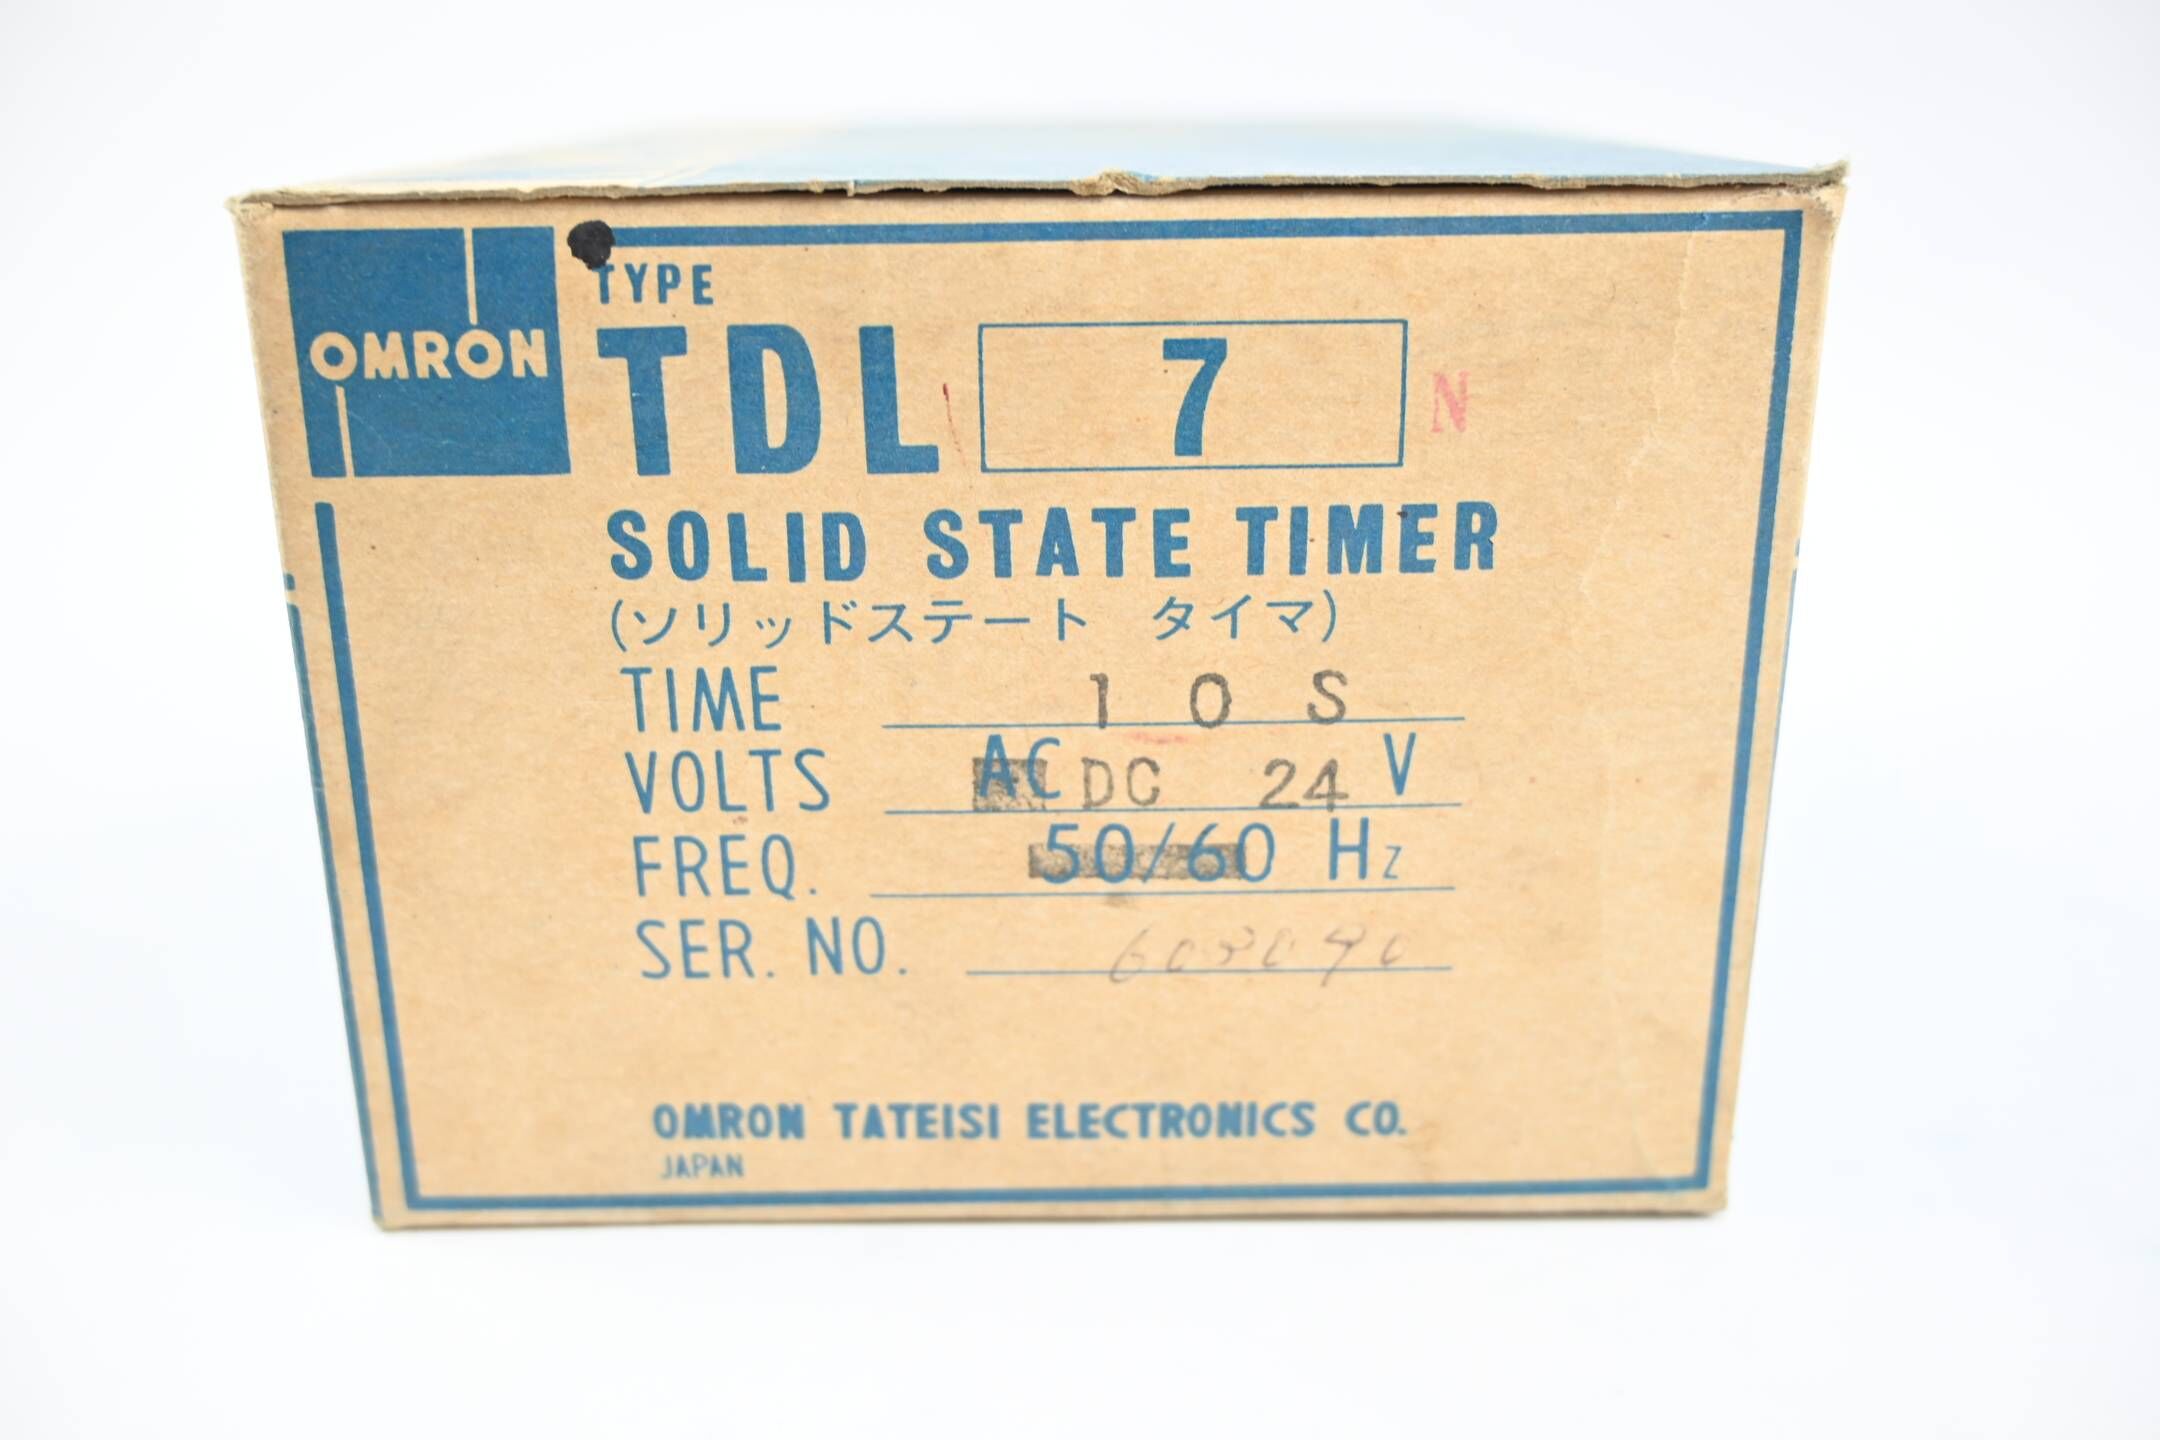 OMRON
TYPE
TDL 7 N
SOLID STATE TIMER
(ソリッドステート タイマ)
TIME 10S
VOLTS AC DC 24 V
FREQ. 50/60 Hz
SER. NO.
OMRON TATEISI ELECTRONICS CO.
JAPAN